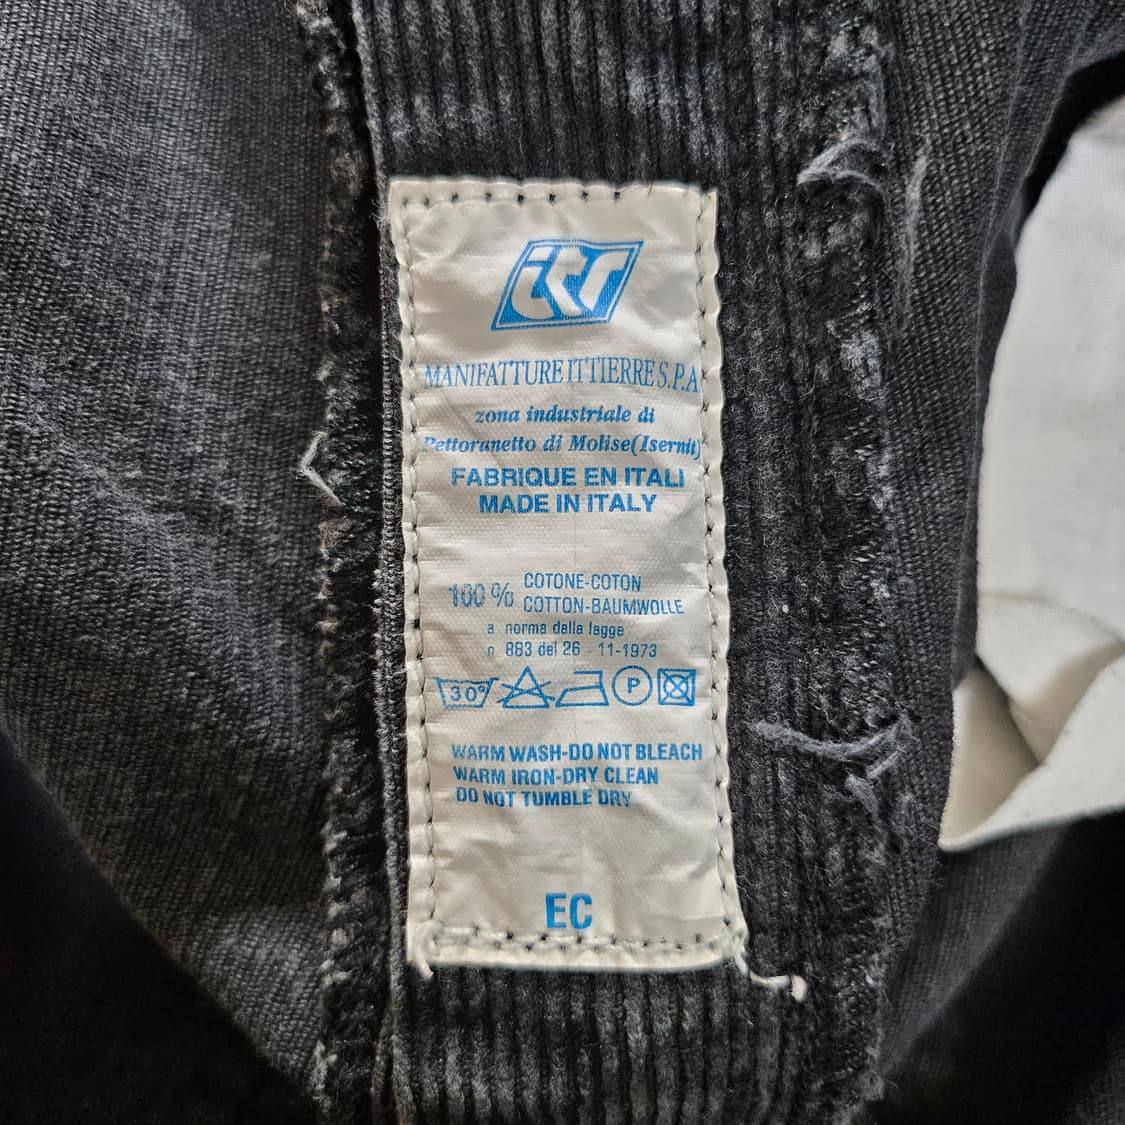 itr
MANIFATTURE ITTIERRE S.P.A
zona industriale di
Pettoranetto di Molise(Isernit)
FABRIQUE EN ITALI
MADE IN ITALY
100 % COTONE-COTON
COTTON-BAUMWOLLE
a norma dalla lagge
n 883 del 26 - 11-1973
30° P
WARM WASH-DO NOT BLEACH
WARM IRON-DRY CLEAN
DO NOT TUMBLE DRY
EC